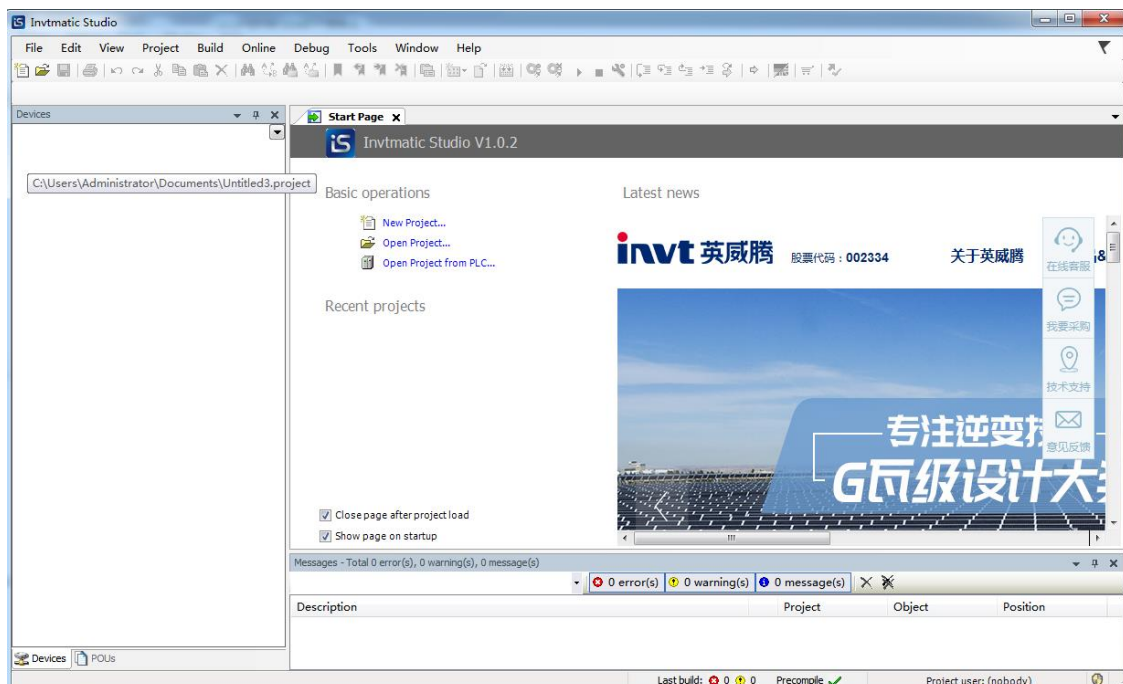 Invtmatic Studio
File Edit View Project Build Online Debug Tools Window Help
Devices
Start Page
Invtmatic Studio V1.0.2
C:\Users\Administrator\Documents\Untitled3.project
Basic operations
New Project...
Open Project...
Open Project from PLC...
Recent projects
Close page after project load
Show page on startup
Latest news
invt 英威腾 股票代码：002334 关于英威腾
在线客服
我要采购
技术支持
意见反馈
专注逆变
G瓦级设计大
Messages - Total 0 error(s), 0 warning(s), 0 message(s)
0 error(s) 0 warning(s) 0 message(s)
Description Project Object Position
Devices POUs
Last build: 0 0 Precompile Project user: (nobody)